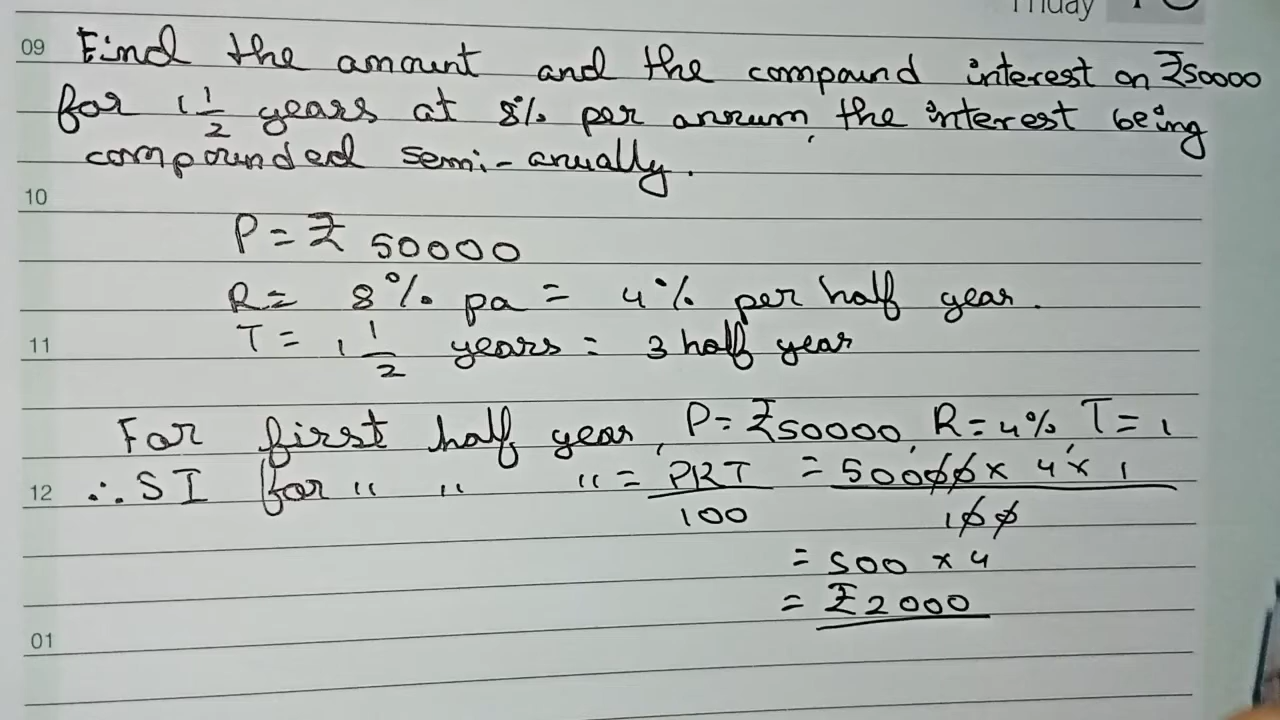 Friday
09 Find the amount and the compound interest on ₹50000
for 1 1/2 years at 8% per annum, the interest being
compounded semi-anually.
10
P = ₹ 50000
R = 8% pa = 4% per half year.
11 T = 1 1/2 years = 3 half year
For first half year, P = ₹50000, R = 4%, T = 1
12 ∴ SI for " " " = PRT/100 = 50000 x 4 x 1/100
= 500 x 4
= ₹2000
01